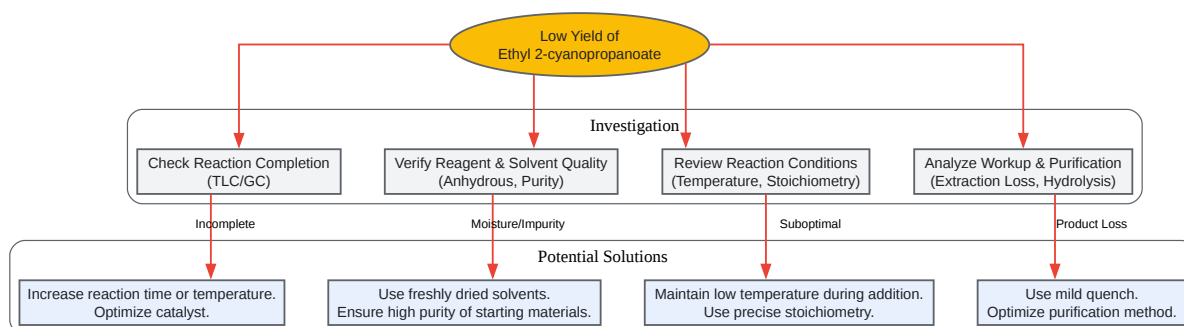 Low Yield of
Ethyl 2-cyanopropanoate
Investigation
Check Reaction Completion
(TLC/GC)
Verify Reagent & Solvent Quality
(Anhydrous, Purity)
Review Reaction Conditions
(Temperature, Stoichiometry)
Analyze Workup & Purification
(Extraction Loss, Hydrolysis)
Incomplete
Moisture/Impurity
Suboptimal
Product Loss
Potential Solutions
Increase reaction time or temperature.
Optimize catalyst.
Use freshly dried solvents.
Ensure high purity of starting materials.
Maintain low temperature during addition.
Use precise stoichiometry.
Use mild quench.
Optimize purification method.